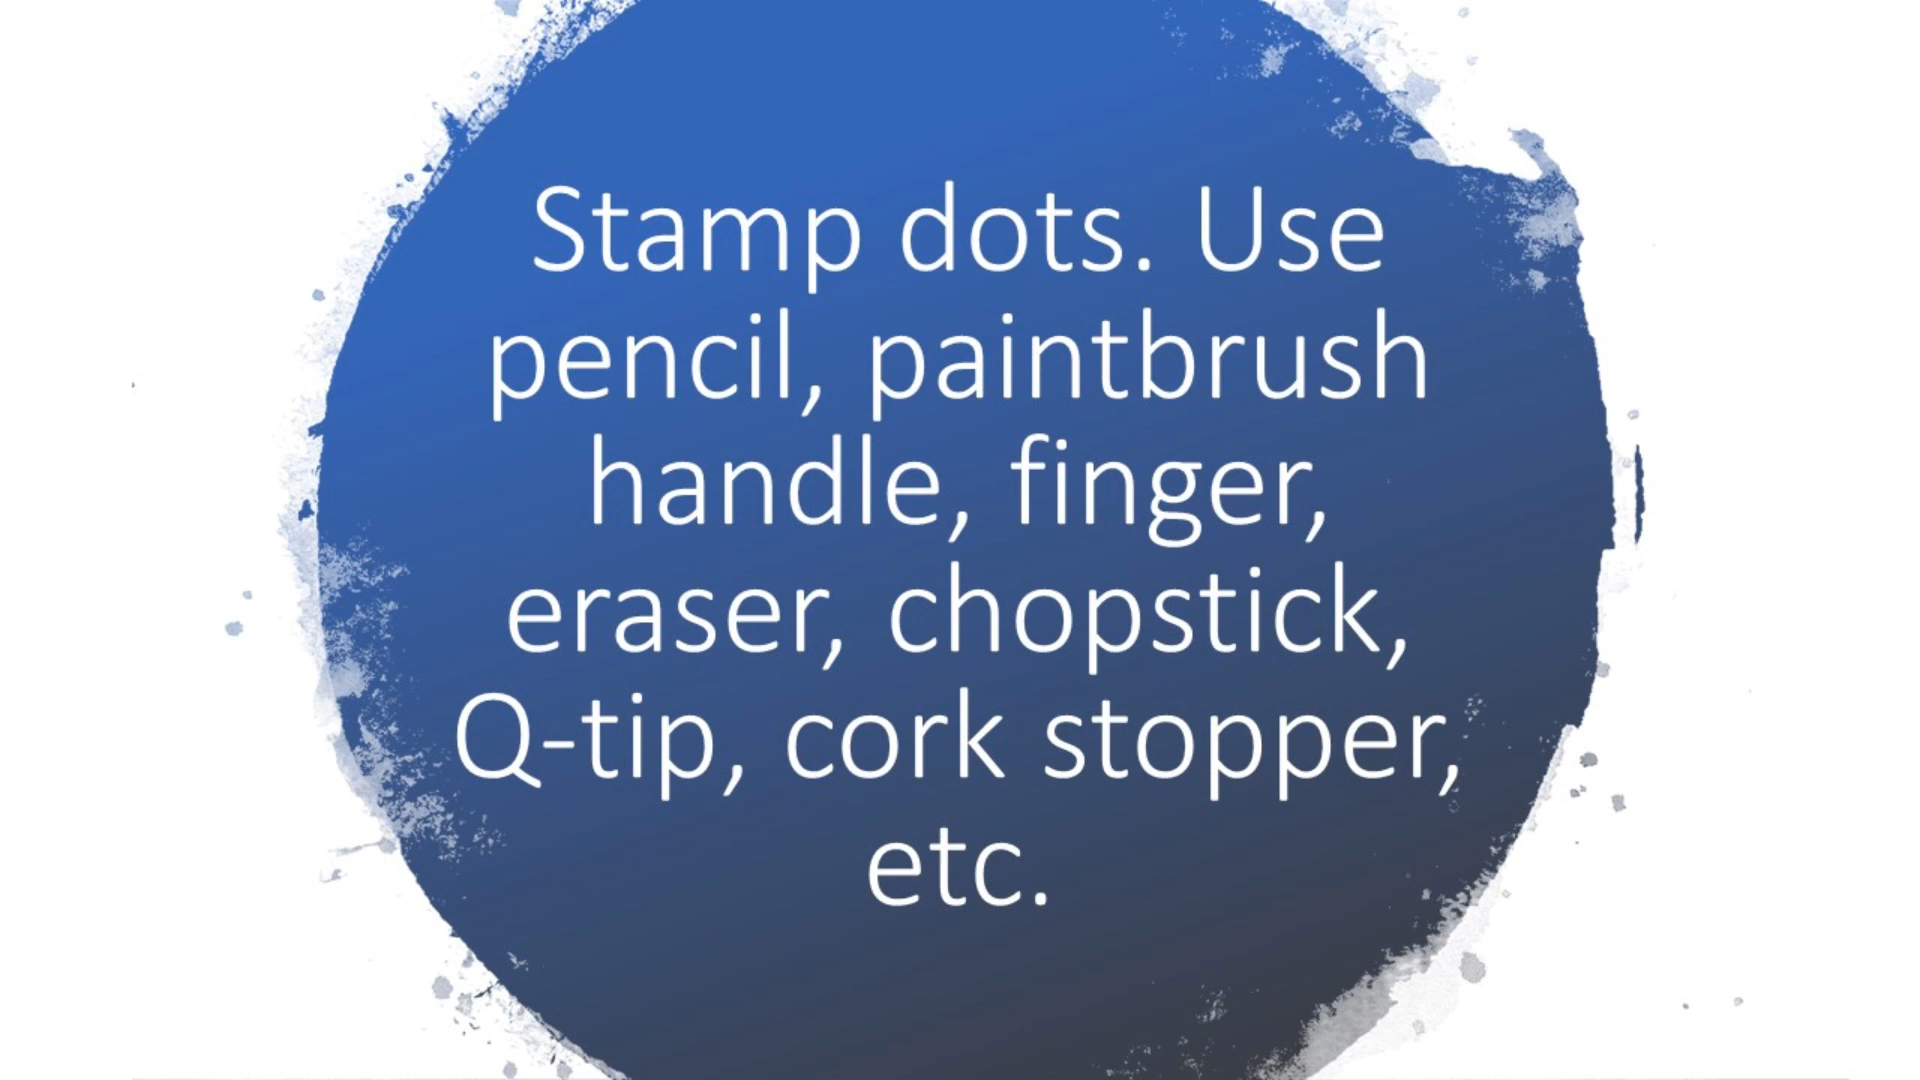 Stamp dots. Use
pencil, paintbrush
handle, finger,
eraser, chopstick,
Q-tip, cork stopper,
etc.